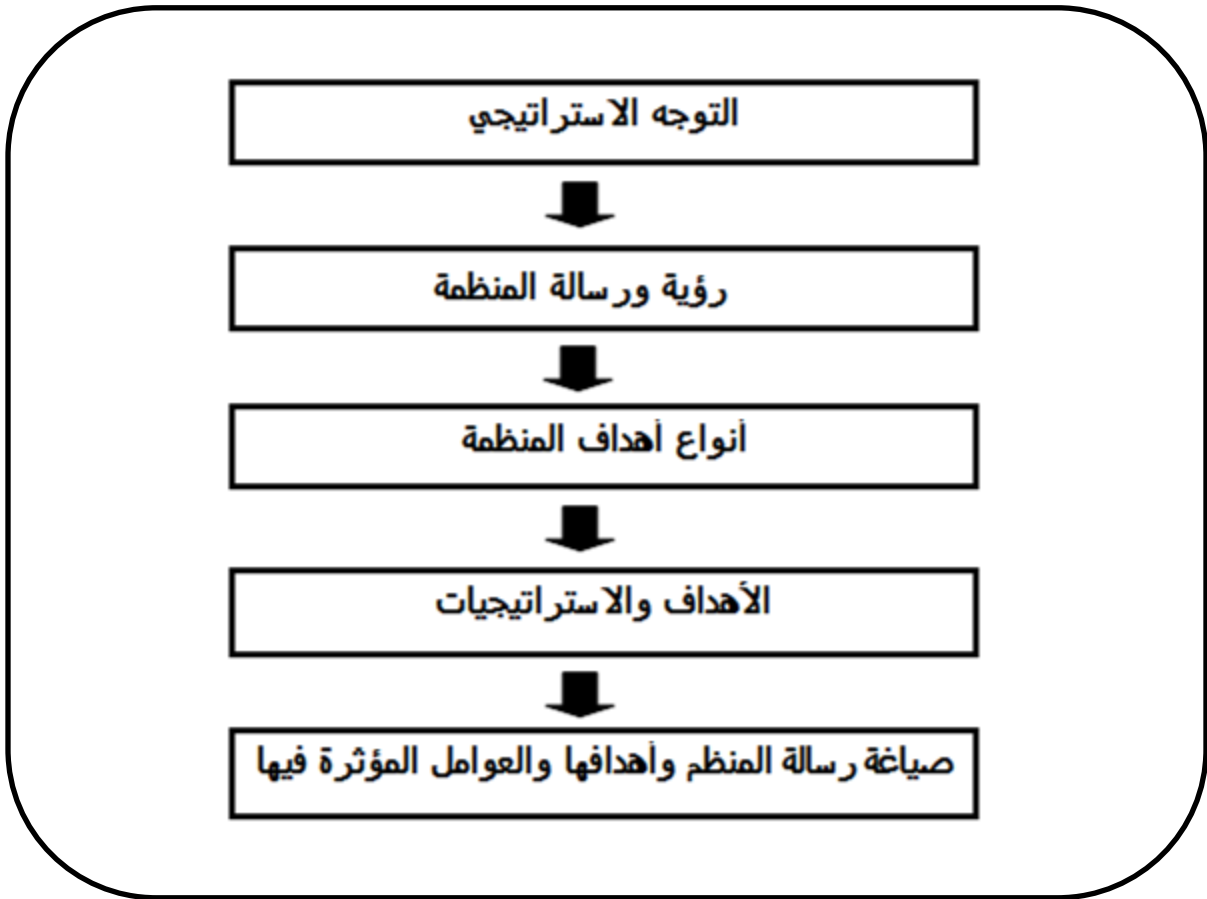 التوجه الاستراتيجي
رؤية ورسالة المنظمة
أنواع أهداف المنظمة
الأهداف والاستراتيجيات
صياغة رسالة المنظم وأهدافها والعوامل المؤثرة فيها